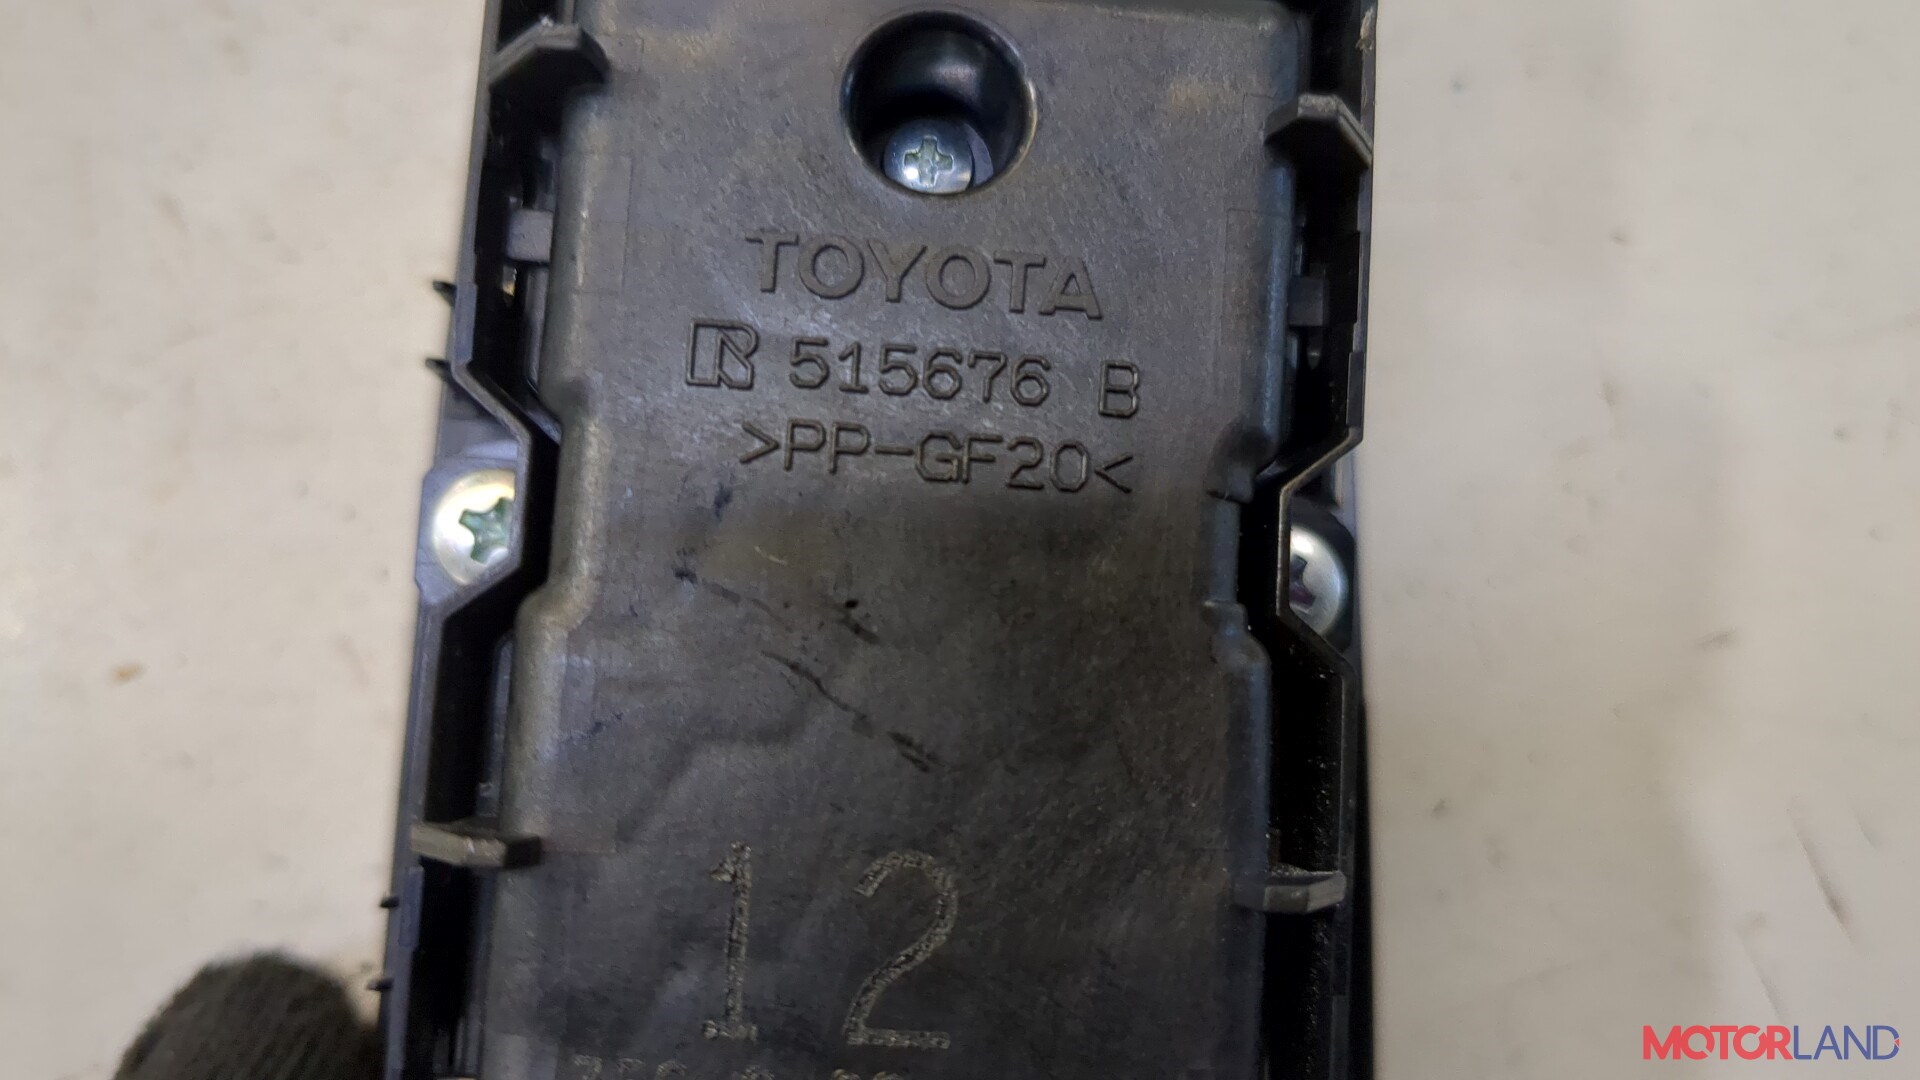 TOYOTA
R 515676 B
>PP-GF20<
12
MOTORLAND